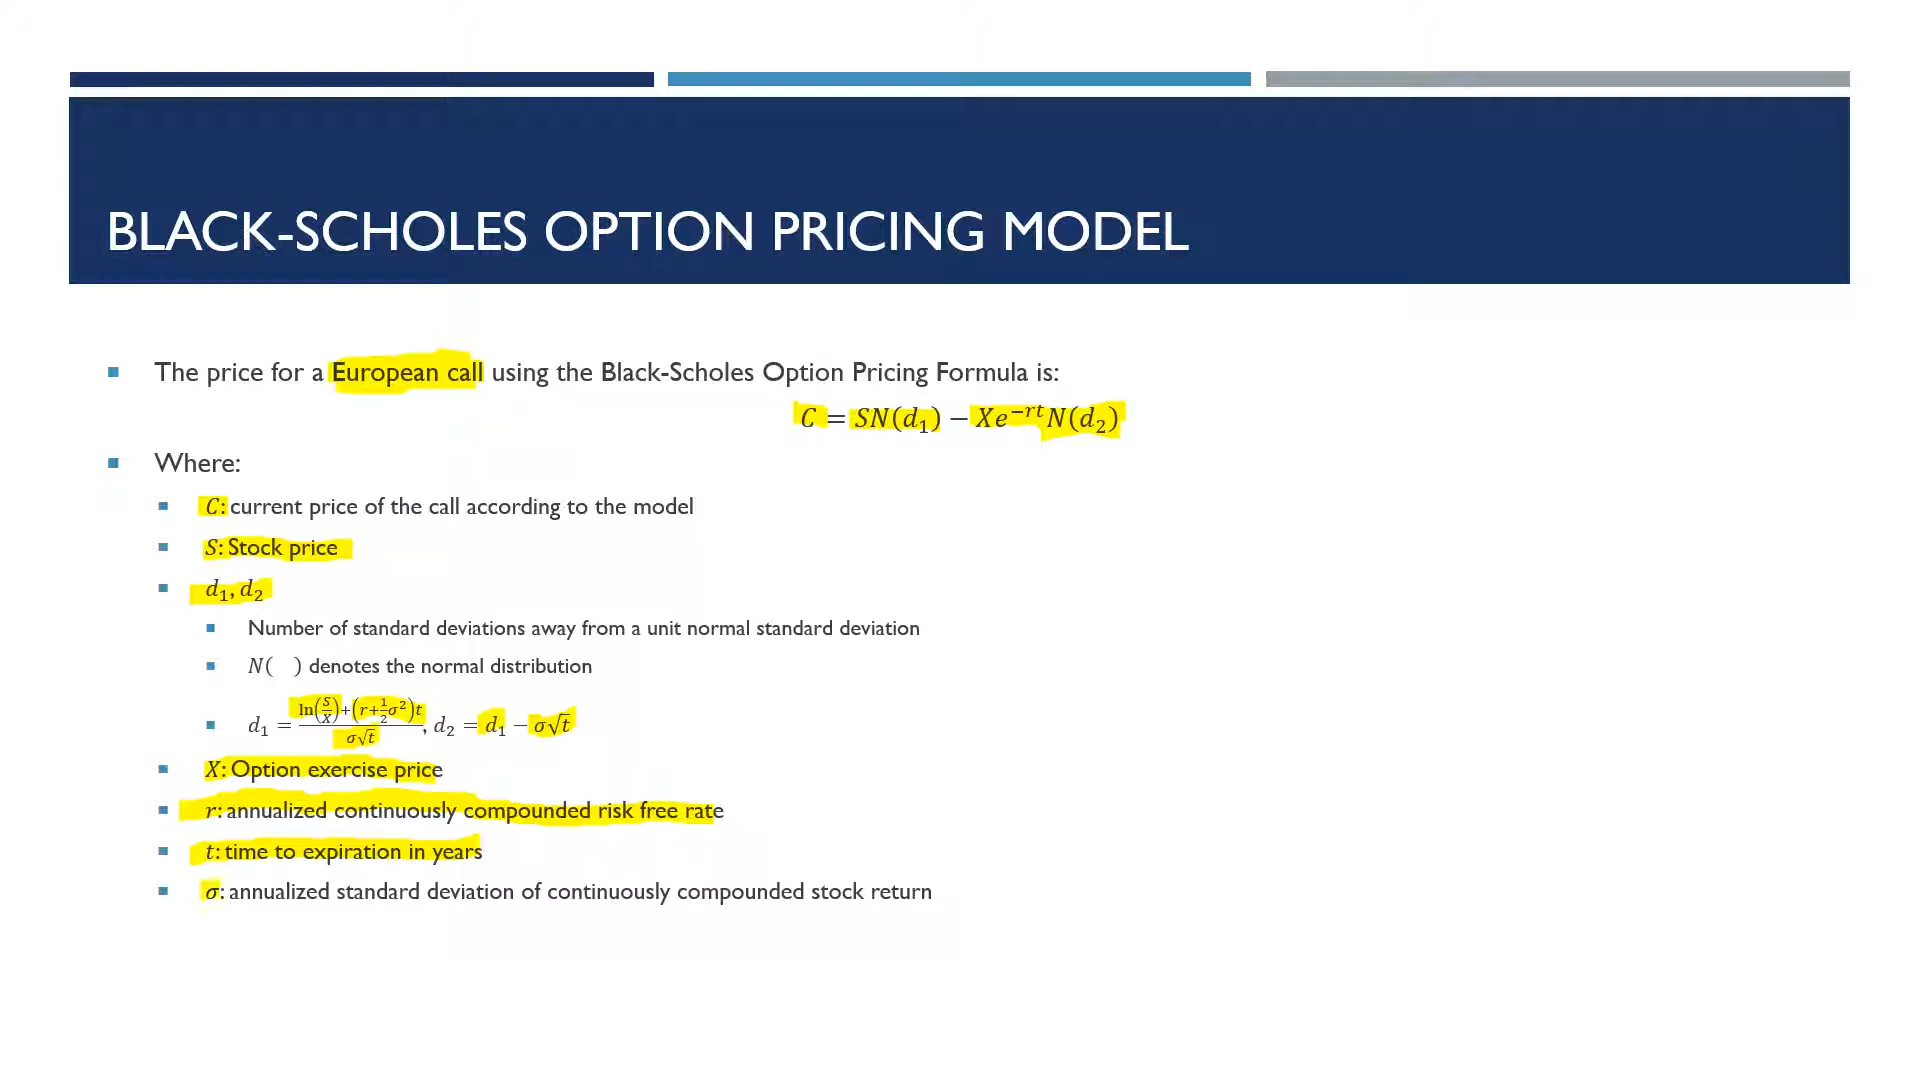 BLACK-SCHOLES OPTION PRICING MODEL
The price for a European call using the Black-Scholes Option Pricing Formula is:
C = SN(d₁) − Xe^(−rt)N(d₂)
Where:
C: current price of the call according to the model
S: Stock price
d₁, d₂
Number of standard deviations away from a unit normal standard deviation
N( ) denotes the normal distribution
d₁ = (ln(S/X)+(r+½σ²)t)/(σ√t), d₂ = d₁ − σ√t
X: Option exercise price
r: annualized continuously compounded risk free rate
t: time to expiration in years
σ: annualized standard deviation of continuously compounded stock return